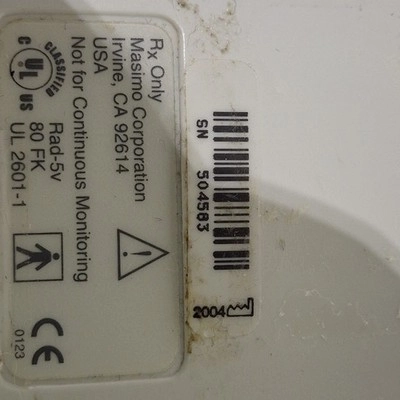 Rx Only
Masimo Corporation
Irvine, CA 92614
USA
Not for Continuous Monitoring
CLASSIFIED
C UL US
Rad-5v
80 FK
UL 2601-1
CE
0123
SN 504583
2004